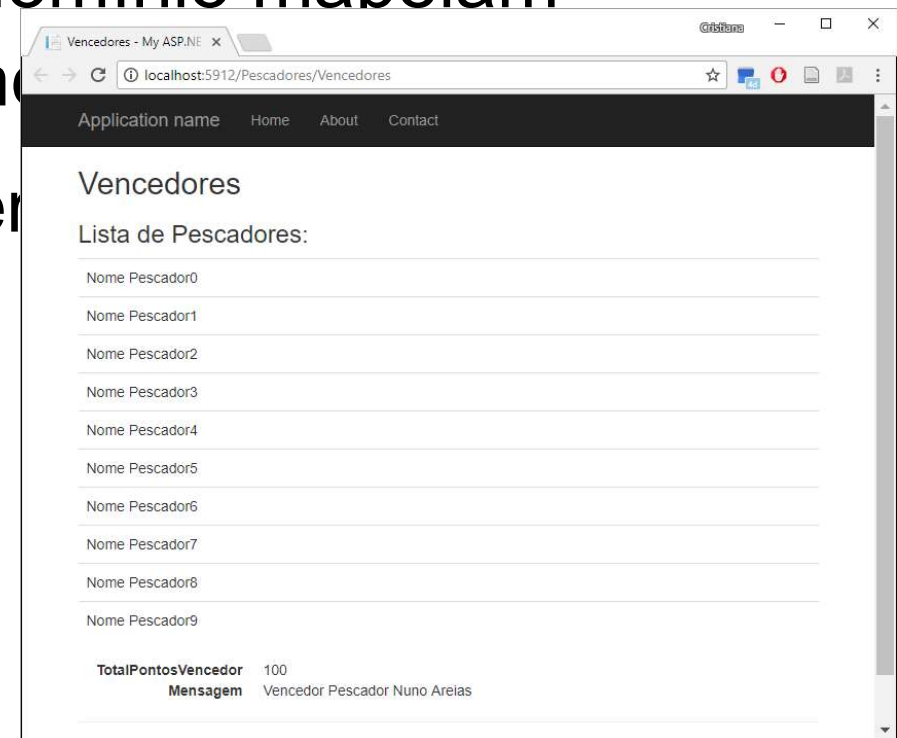 Cristiana
Vencedores - My ASP.NE
localhost:5912/Pescadores/Vencedores
Application name Home About Contact
Vencedores
Lista de Pescadores:
Nome Pescador0
Nome Pescador1
Nome Pescador2
Nome Pescador3
Nome Pescador4
Nome Pescador5
Nome Pescador6
Nome Pescador7
Nome Pescador8
Nome Pescador9
TotalPontosVencedor 100
Mensagem Vencedor Pescador Nuno Areias